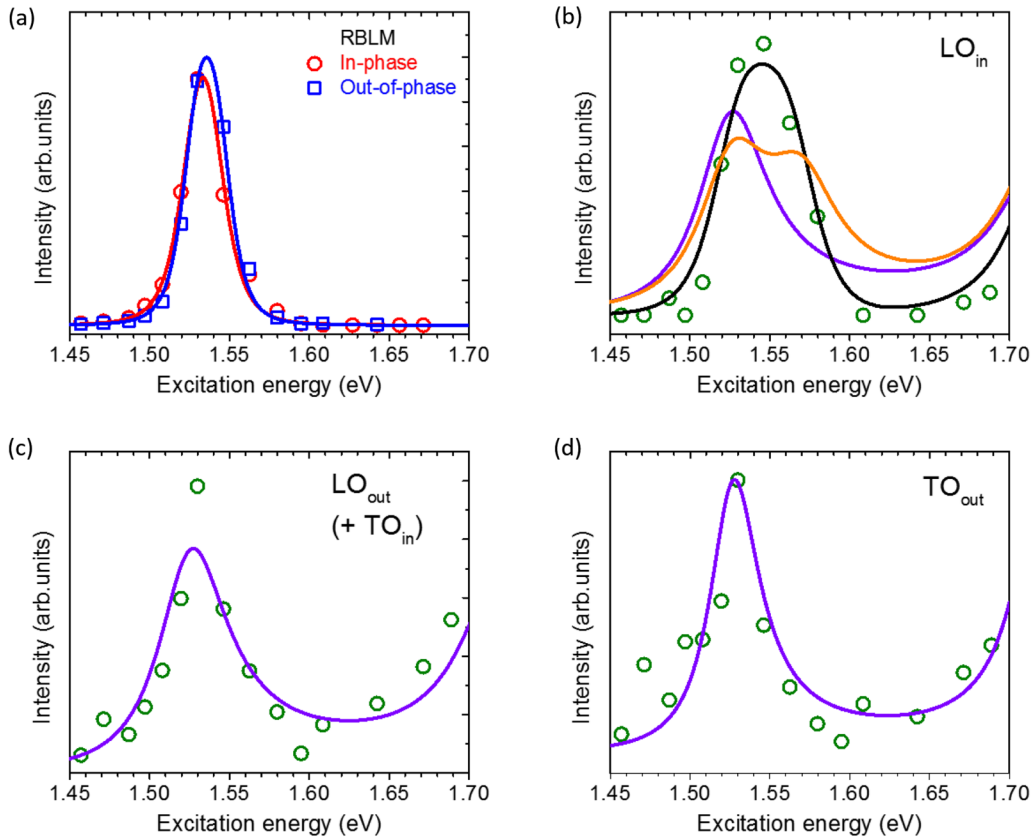 (a)
RBLM
In-phase
Out-of-phase
Intensity (arb.units)
1.45 1.50 1.55 1.60 1.65 1.70
Excitation energy (eV)
(b)
LOin
Intensity (arb.units)
1.45 1.50 1.55 1.60 1.65 1.70
Excitation energy (eV)
(c)
LOout
(+ TOin)
Intensity (arb.units)
1.45 1.50 1.55 1.60 1.65 1.70
Excitation energy (eV)
(d)
TOout
Intensity (arb.units)
1.45 1.50 1.55 1.60 1.65 1.70
Excitation energy (eV)